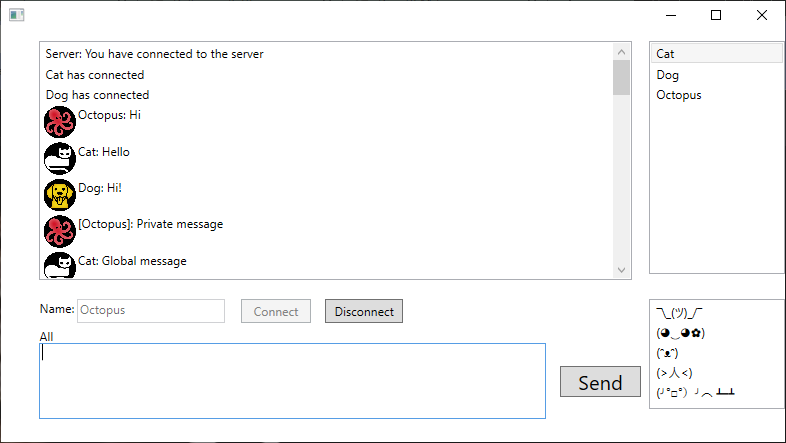 Server: You have connected to the server
Cat has connected
Dog has connected
Octopus: Hi
Cat: Hello
Dog: Hi!
[Octopus]: Private message
Cat: Global message
Cat
Dog
Octopus
Name: Octopus Connect Disconnect
All
Send
¯\_(ツ)_/¯
(◕‿◕✿)
(ᵔᴥᵔ)
(>人<)
(╯°□°）╯︵ ┻━┻